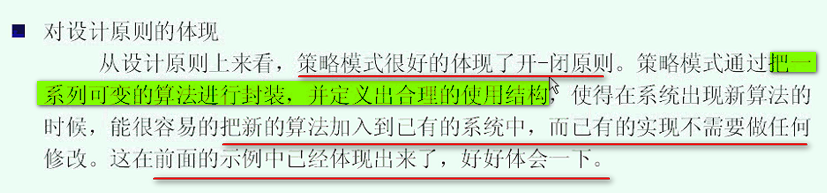 对设计原则的体现
从设计原则上来看，策略模式很好的体现了开-闭原则。策略模式通过把一
系列可变的算法进行封装，并定义出合理的使用结构，使得在系统出现新算法的
时候，能很容易的把新的算法加入到已有的系统中，而已有的实现不需要做任何
修改。这在前面的示例中已经体现出来了，好好体会一下。